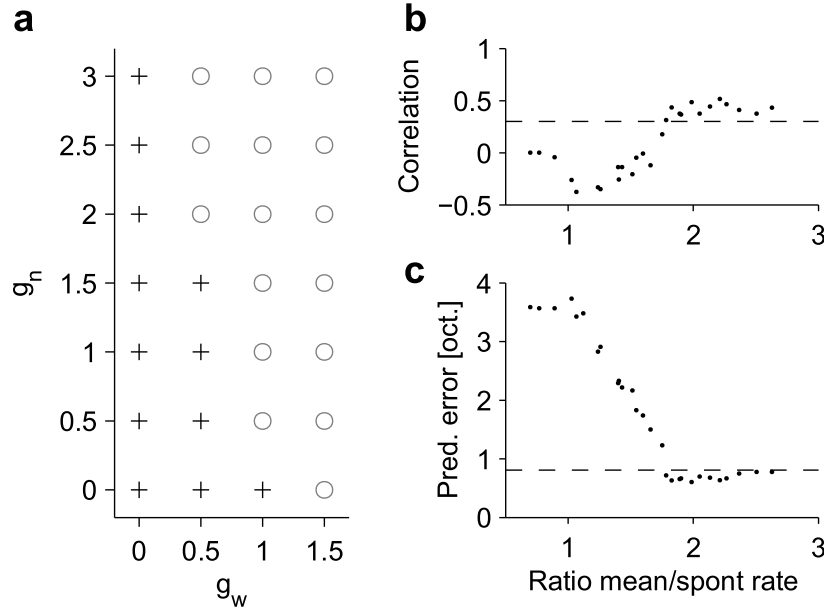 a
3
2.5
2
1.5
1
0.5
0
g_n
0 0.5 1 1.5
g_w
b
1
0.5
0
−0.5
Correlation
1 2 3
c
4
3
2
1
0
Pred. error [oct.]
1 2 3
Ratio mean/spont rate